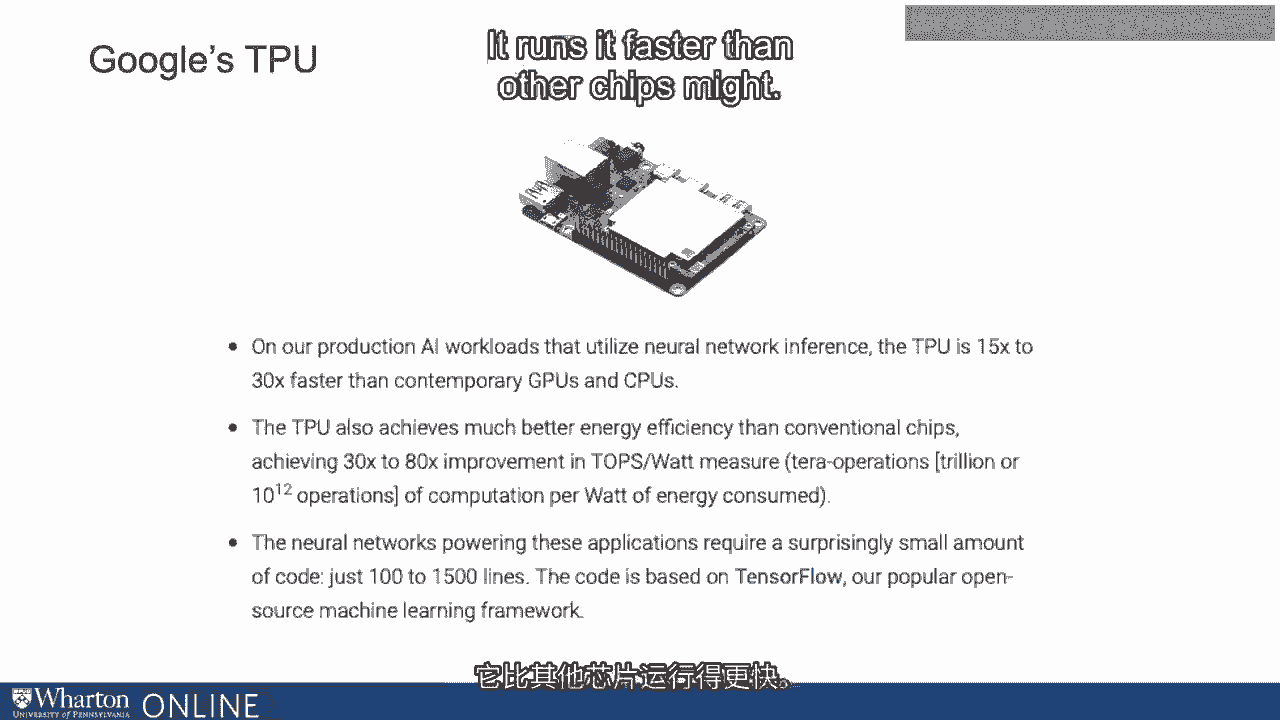 Google's TPU
It runs it faster than
other chips might.
• On our production AI workloads that utilize neural network inference, the TPU is 15x to
30x faster than contemporary GPUs and CPUs.
• The TPU also achieves much better energy efficiency than conventional chips,
achieving 30x to 80x improvement in TOPS/Watt measure (tera-operations [trillion or
10¹² operations] of computation per Watt of energy consumed).
• The neural networks powering these applications require a surprisingly small amount
of code: just 100 to 1500 lines. The code is based on TensorFlow, our popular open-
source machine learning framework.
它比其他芯片运行得更快。
Wharton
UNIVERSITY of PENNSYLVANIA
ONLINE